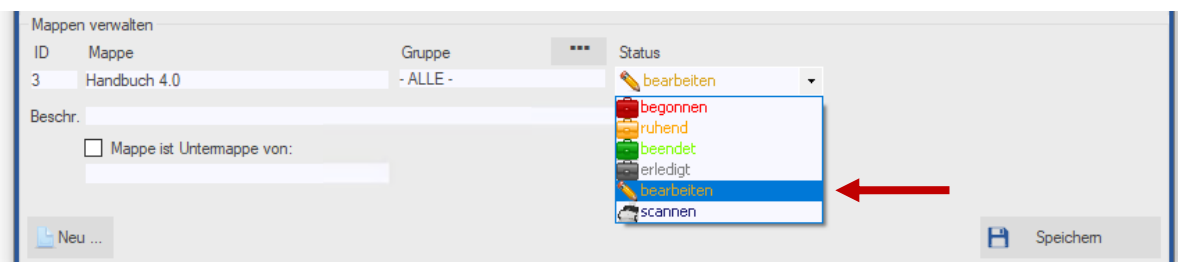 Mappen verwalten
ID Mappe Gruppe ... Status
3 Handbuch 4.0 - ALLE - bearbeiten
Beschr.
begonnen
ruhend
beendet
Mappe ist Untermappe von:
erledigt
bearbeiten
scannen
Neu ... Speichern